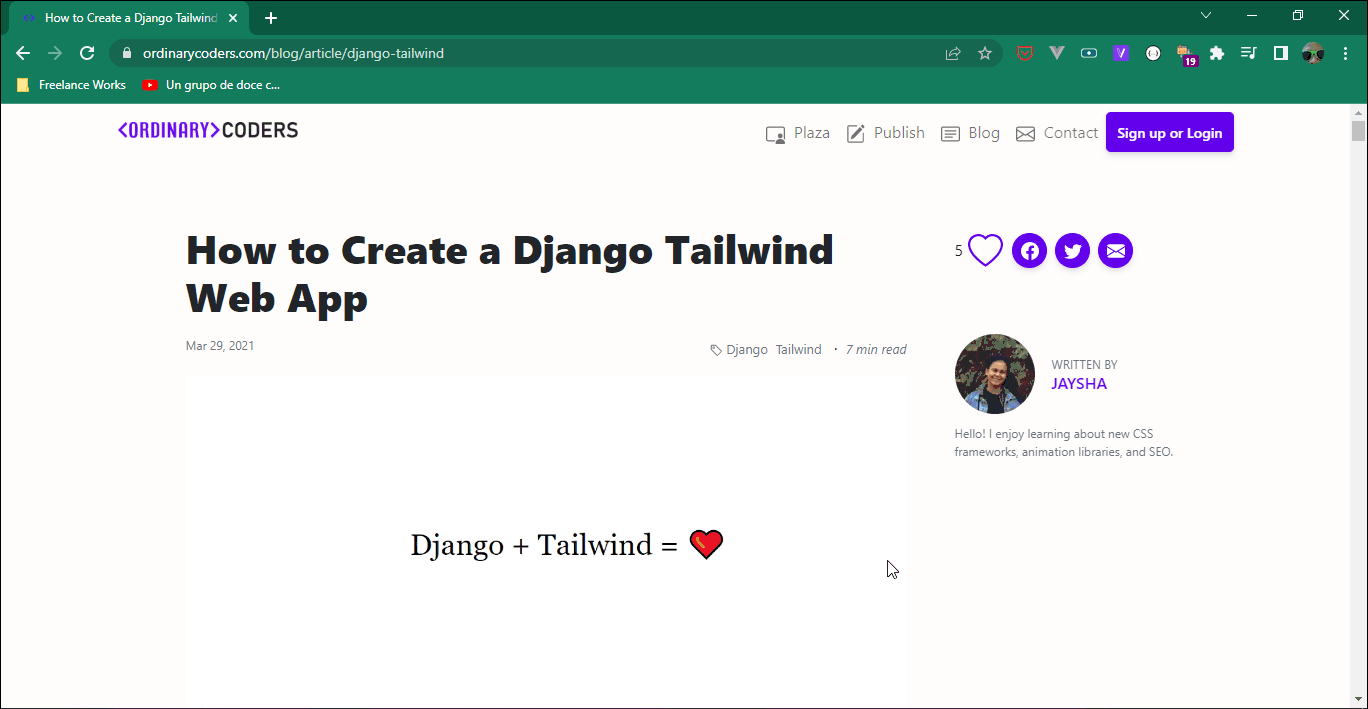 How to Create a Django Tailwind
ordinarycoders.com/blog/article/django-tailwind
19
Freelance Works
Un grupo de doce c...
<ORDINARY>CODERS
Plaza
Publish
Blog
Contact
Sign up or Login
How to Create a Django Tailwind
Web App
5
Mar 29, 2021
Django Tailwind · 7 min read
WRITTEN BY
JAYSHA
Hello! I enjoy learning about new CSS
frameworks, animation libraries, and SEO.
Django + Tailwind =